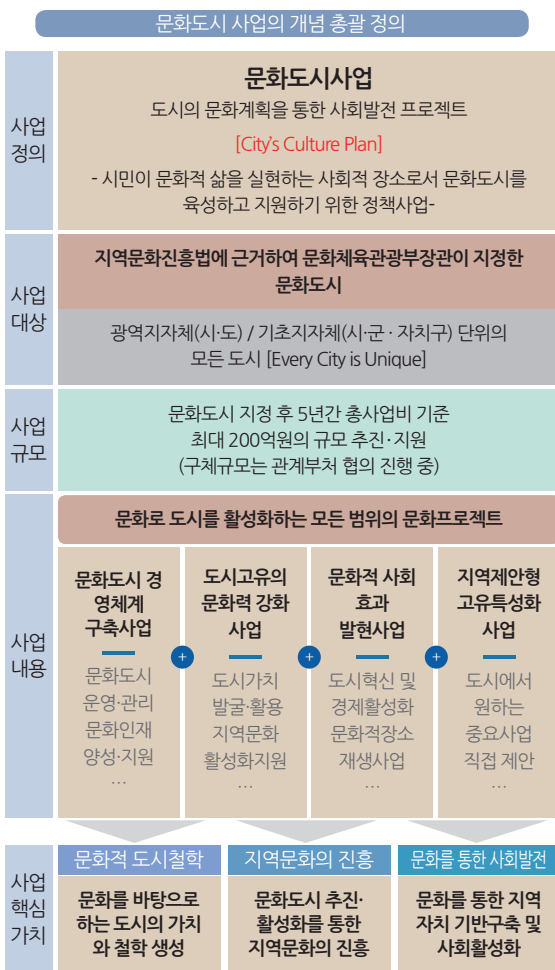 문화도시 사업의 개념 총괄 정의
사업
정의
문화도시사업
도시의 문화계획을 통한 사회발전 프로젝트
[City's Culture Plan]
- 시민이 문화적 삶을 실현하는 사회적 장소로서 문화도시를
육성하고 지원하기 위한 정책사업-
사업
대상
지역문화진흥법에 근거하여 문화체육관광부장관이 지정한
문화도시
광역지자체(시·도) / 기초지자체(시·군 · 자치구) 단위의
모든 도시 [Every City is Unique]
사업
규모
문화도시 지정 후 5년간 총사업비 기준
최대 200억원의 규모 추진·지원
(구체규모는 관계부처 협의 진행 중)
사업
내용
문화로 도시를 활성화하는 모든 범위의 문화프로젝트
문화도시 경
영체계
구축사업
문화도시
운영·관리
문화인재
양성·지원
…
+
도시고유의
문화력 강화
사업
도시가치
발굴·활용
지역문화
활성화지원
…
+
문화적 사회
효과
발현사업
도시혁신 및
경제활성화
문화적장소
재생사업
…
+
지역제안형
고유특성화
사업
도시에서
원하는
중요사업
직접 제안
…
사업
핵심
가치
문화적 도시철학
문화를 바탕으로
하는 도시의 가치
와 철학 생성
지역문화의 진흥
문화도시 추진·
활성화를 통한
지역문화의 진흥
문화를 통한 사회발전
문화를 통한 지역
자치 기반구축 및
사회활성화